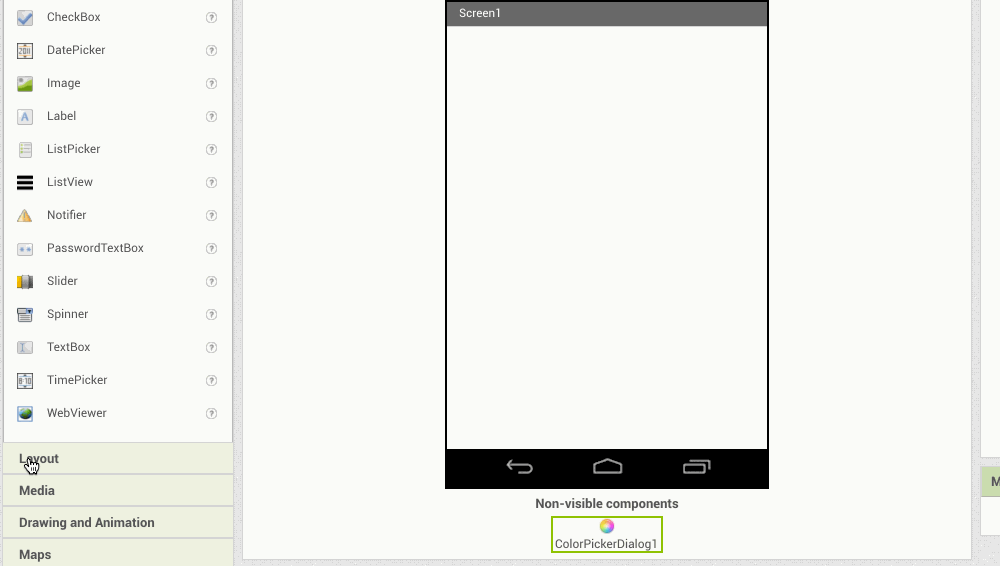 CheckBox
DatePicker
Image
Label
ListPicker
ListView
Notifier
PasswordTextBox
Slider
Spinner
TextBox
TimePicker
WebViewer
Layout
Media
Drawing and Animation
Maps
Screen1
Non-visible components
ColorPickerDialog1
M